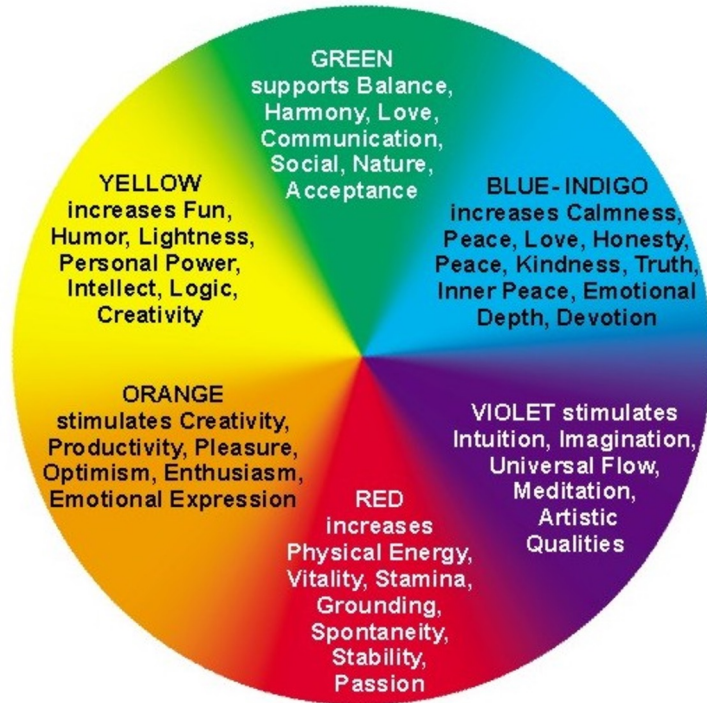 GREEN
supports Balance,
Harmony, Love,
Communication,
Social, Nature,
Acceptance
YELLOW
increases Fun,
Humor, Lightness,
Personal Power,
Intellect, Logic,
Creativity
BLUE-INDIGO
increases Calmness,
Peace, Love, Honesty,
Peace, Kindness, Truth,
Inner Peace, Emotional
Depth, Devotion
ORANGE
stimulates Creativity,
Productivity, Pleasure,
Optimism, Enthusiasm,
Emotional Expression
VIOLET stimulates
Intuition, Imagination,
Universal Flow,
Meditation,
Artistic
Qualities
RED
increases
Physical Energy,
Vitality, Stamina,
Grounding,
Spontaneity,
Stability,
Passion